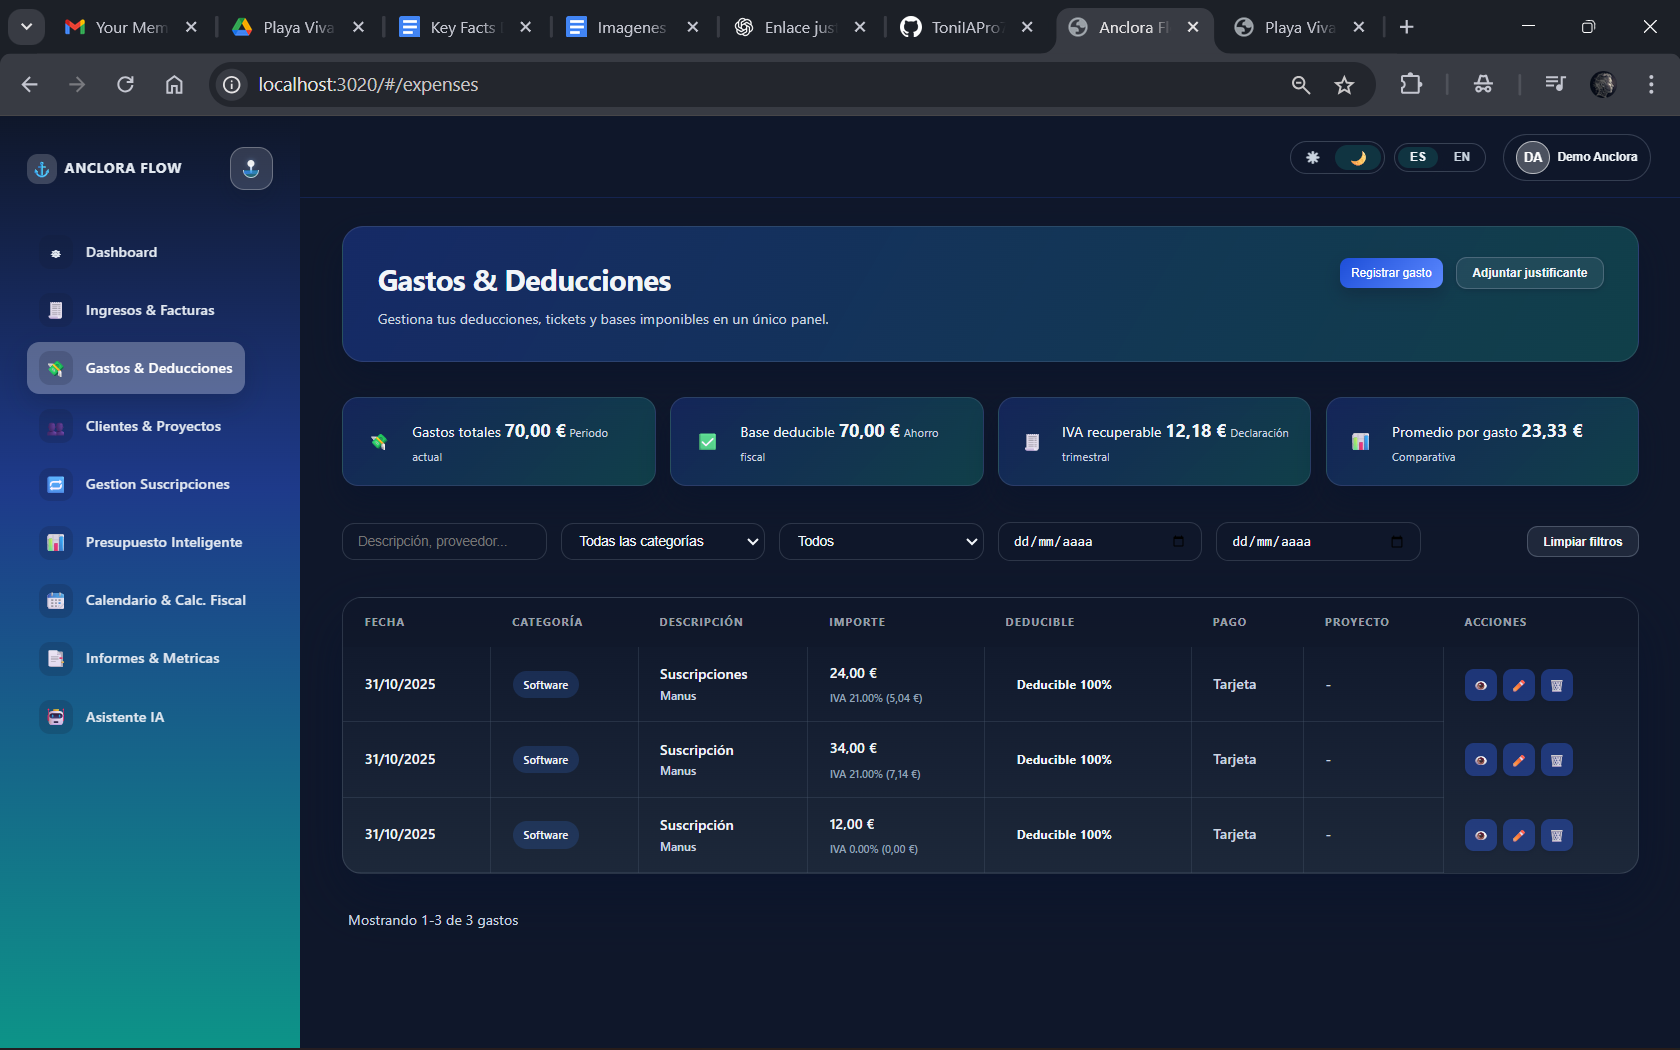 Your Mem
Playa Viva
Key Facts
Imagenes
Enlace jus
ToniIAPro7
Anclora Fl
Playa Viva
localhost:3020/#/expenses
ANCLORA FLOW
ES
EN
DA
Demo Anclora
Dashboard
Ingresos & Facturas
Gastos & Deducciones
Clientes & Proyectos
Gestion Suscripciones
Presupuesto Inteligente
Calendario & Calc. Fiscal
Informes & Metricas
Asistente IA
Gastos & Deducciones
Gestiona tus deducciones, tickets y bases imponibles en un único panel.
Registrar gasto
Adjuntar justificante
Gastos totales 70,00 € Periodo
actual
Base deducible 70,00 € Ahorro
fiscal
IVA recuperable 12,18 € Declaración
trimestral
Promedio por gasto 23,33 €
Comparativa
Descripción, proveedor...
Todas las categorías
Todos
dd/mm/aaaa
dd/mm/aaaa
Limpiar filtros
FECHA CATEGORÍA DESCRIPCIÓN IMPORTE DEDUCIBLE PAGO PROYECTO ACCIONES
31/10/2025 Software Suscripciones 24,00 € Deducible 100% Tarjeta -
Manus IVA 21.00% (5,04 €)
31/10/2025 Software Suscripción 34,00 € Deducible 100% Tarjeta -
Manus IVA 21.00% (7,14 €)
31/10/2025 Software Suscripción 12,00 € Deducible 100% Tarjeta -
Manus IVA 0.00% (0,00 €)
Mostrando 1-3 de 3 gastos